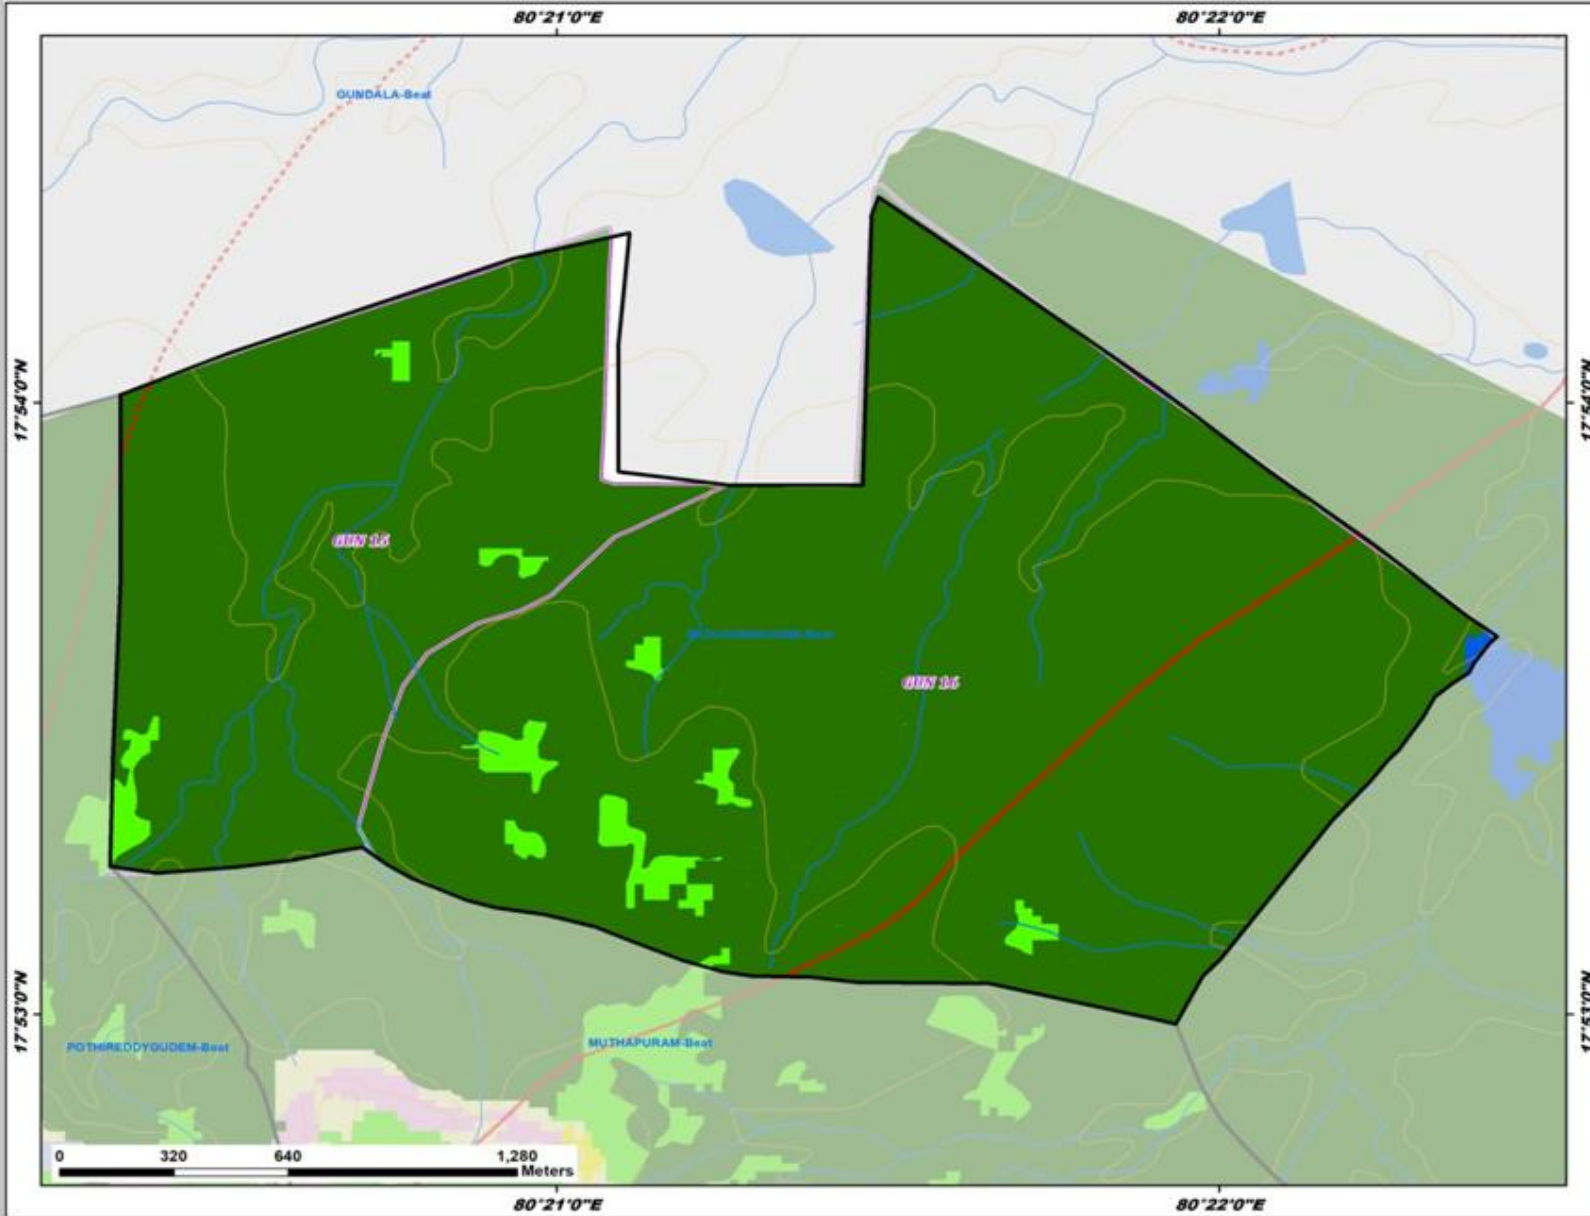 80°21'0"E
80°22'0"E
GUNDALA-Beat
17°54'0"N
17°54'0"N
GUN 15
GUN 16
17°53'0"N
17°53'0"N
POTHIREDDYGUDEM-Beat
MUTHAPURAM-Beat
0 320 640 1,280
Meters
80°21'0"E
80°22'0"E